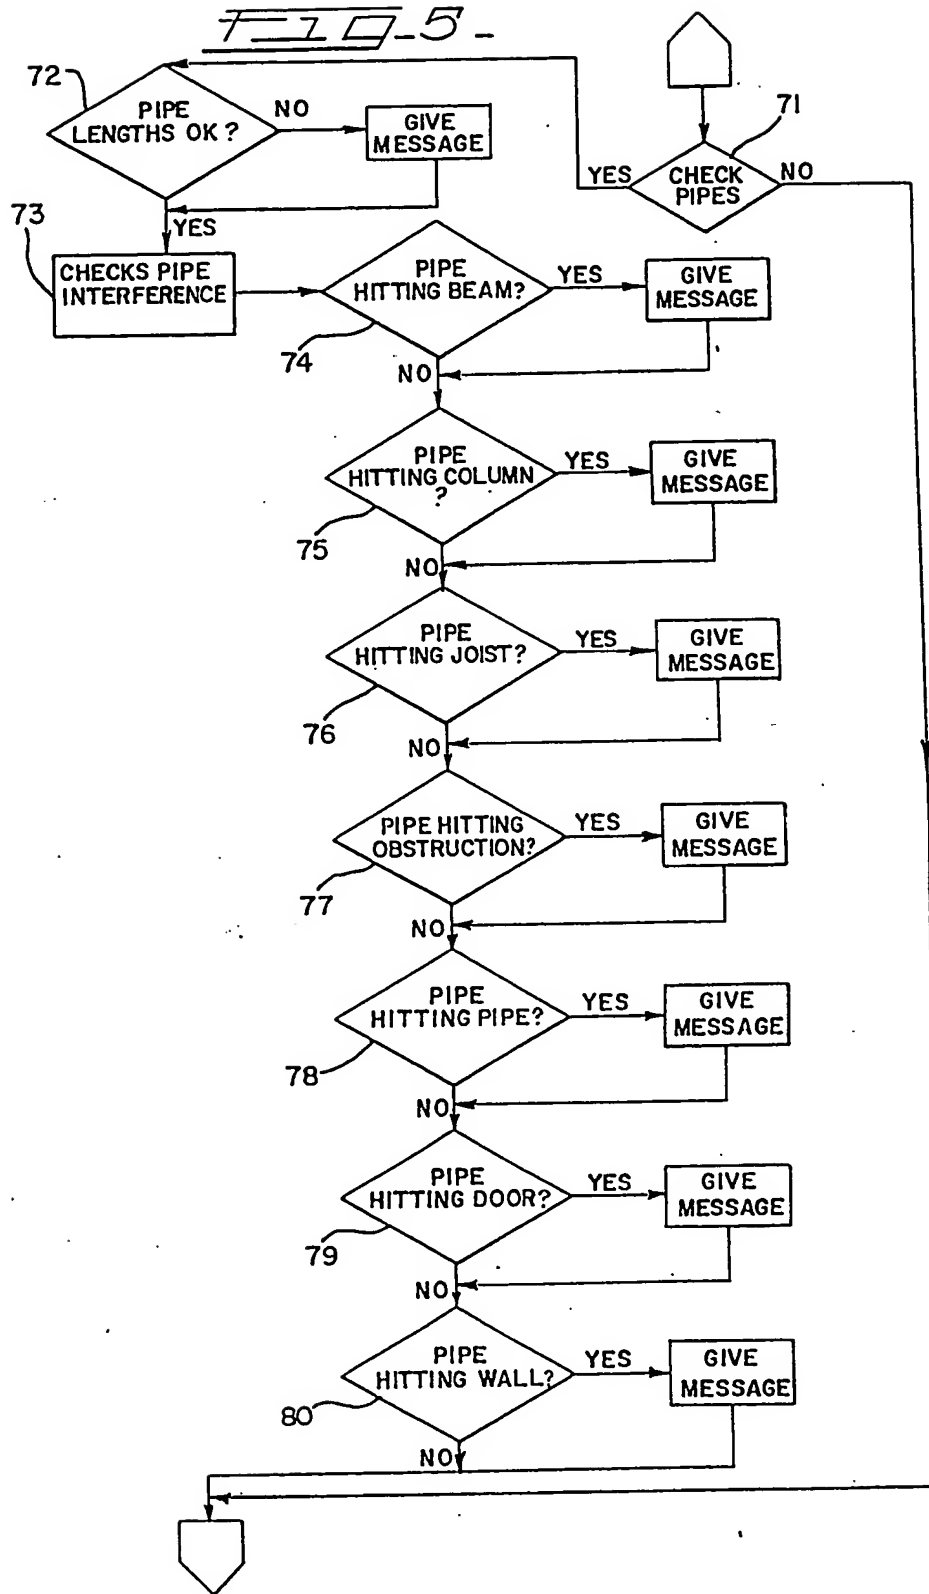 Fig. 5.
72
PIPE
LENGTHS OK?
NO
GIVE
MESSAGE
YES
71
CHECK
PIPES
YES
NO
73
CHECKS PIPE
INTERFERENCE
PIPE
HITTING BEAM?
74
YES
GIVE
MESSAGE
NO
PIPE
HITTING COLUMN
?
75
YES
GIVE
MESSAGE
NO
PIPE
HITTING JOIST?
76
YES
GIVE
MESSAGE
NO
PIPE HITTING
OBSTRUCTION?
77
YES
GIVE
MESSAGE
NO
PIPE
HITTING PIPE?
78
YES
GIVE
MESSAGE
NO
PIPE
HITTING DOOR?
79
YES
GIVE
MESSAGE
NO
PIPE
HITTING WALL?
80
YES
GIVE
MESSAGE
NO